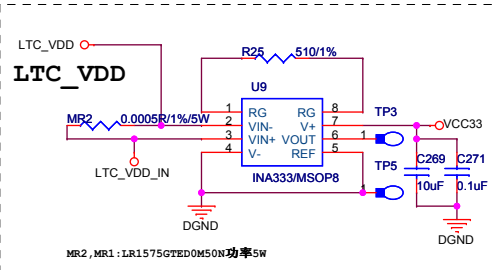 LTC_VDD
R25 510/1%
LTC_VDD
U9
MR2 0.0005R/1%/5W
1 RG RG 8
2 VIN- V+ 7
3 VIN+ VOUT 6
4 V- REF 5
TP3
1
VCC33
LTC_VDD_IN
INA333/MSOP8
TP5
1
C269 C271
10uF 0.1uF
DGND
DGND
MR2,MR1:LR1575GTED0M50N功率5W